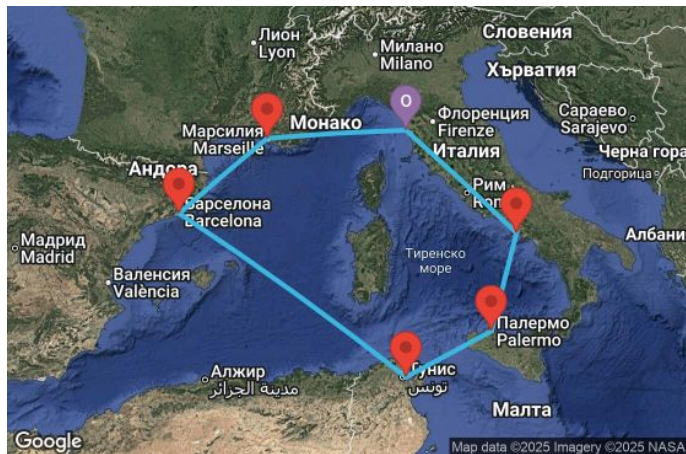 Лион
Lyon
Милано
Milano
Словения
Хърватия
Марсилия
Marseille
Монако
O
Флоренция
Firenze
Италия
Сараево
Sarajevo
Черна гора
Подгорица
Андора
Барселона
Barcelona
Рим
Албани
Мадрид
Madrid
Валенсия
València
Тиренско
море
Палермо
Palermo
Алжир
مدينة الجزائر
Тунис
تونس
Малта
Google
Map data ©2025 Imagery ©2025 NASA